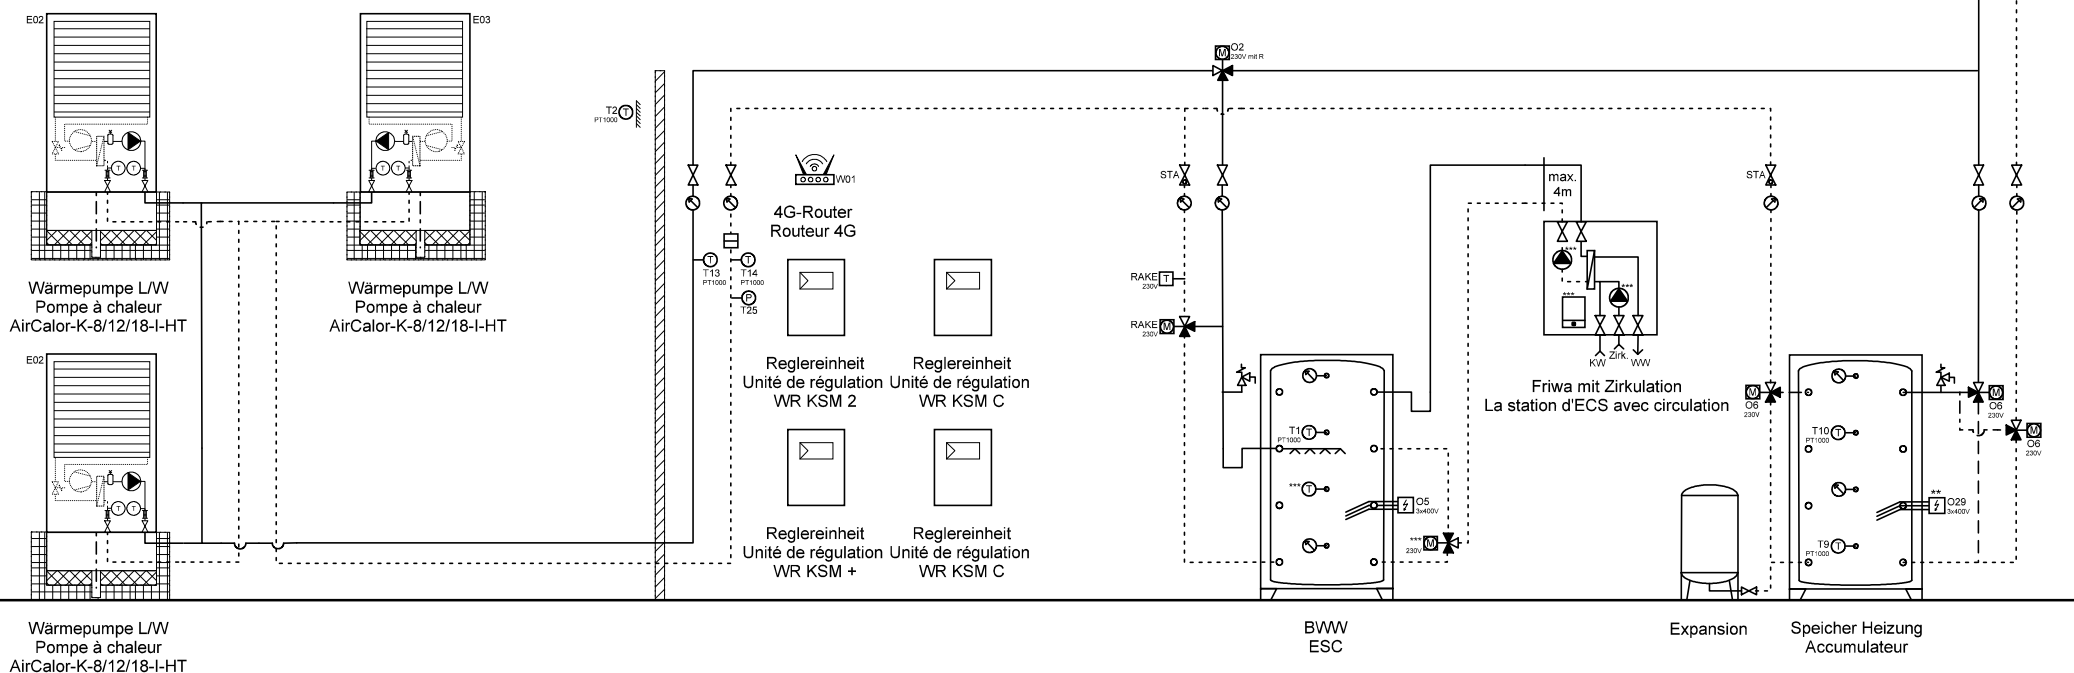 E02
E03
Wärmepumpe L/W
Pompe à chaleur
AirCalor-K-8/12/18-I-HT
Wärmepumpe L/W
Pompe à chaleur
AirCalor-K-8/12/18-I-HT
E02
Wärmepumpe L/W
Pompe à chaleur
AirCalor-K-8/12/18-I-HT
T T
T T
T T
T2 T
PT1000
W01
4G-Router
Routeur 4G
T
T13
PT1000
T
T14
PT1000
P
T25
Reglereinheit
Unité de régulation
WR KSM 2
Reglereinheit
Unité de régulation
WR KSM C
Reglereinheit
Unité de régulation
WR KSM +
Reglereinheit
Unité de régulation
WR KSM C
M O2
230V mit R
STA
RAKE T
230V
RAKE M
230V
T1 T
PT1000
*** T
O5
3x400V
*** M
230V
BWW
ESC
max.
4m
***
***
***
KW Zirk. WW
Friwa mit Zirkulation
La station d'ECS avec circulation
STA
M
O6
230V
M
O6
230V
M
O6
230V
T10 T
PT1000
**
O29
3x400V
T9 T
PT1000
Expansion
Speicher Heizung
Accumulateur